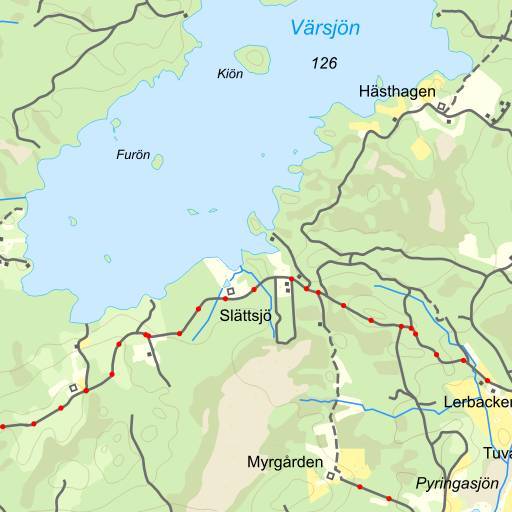 Värsjön
126
Kiön
Hästhagen
Furön
Slättsjö
Lerbacken
Tuva
Myrgården
Pyringasjön